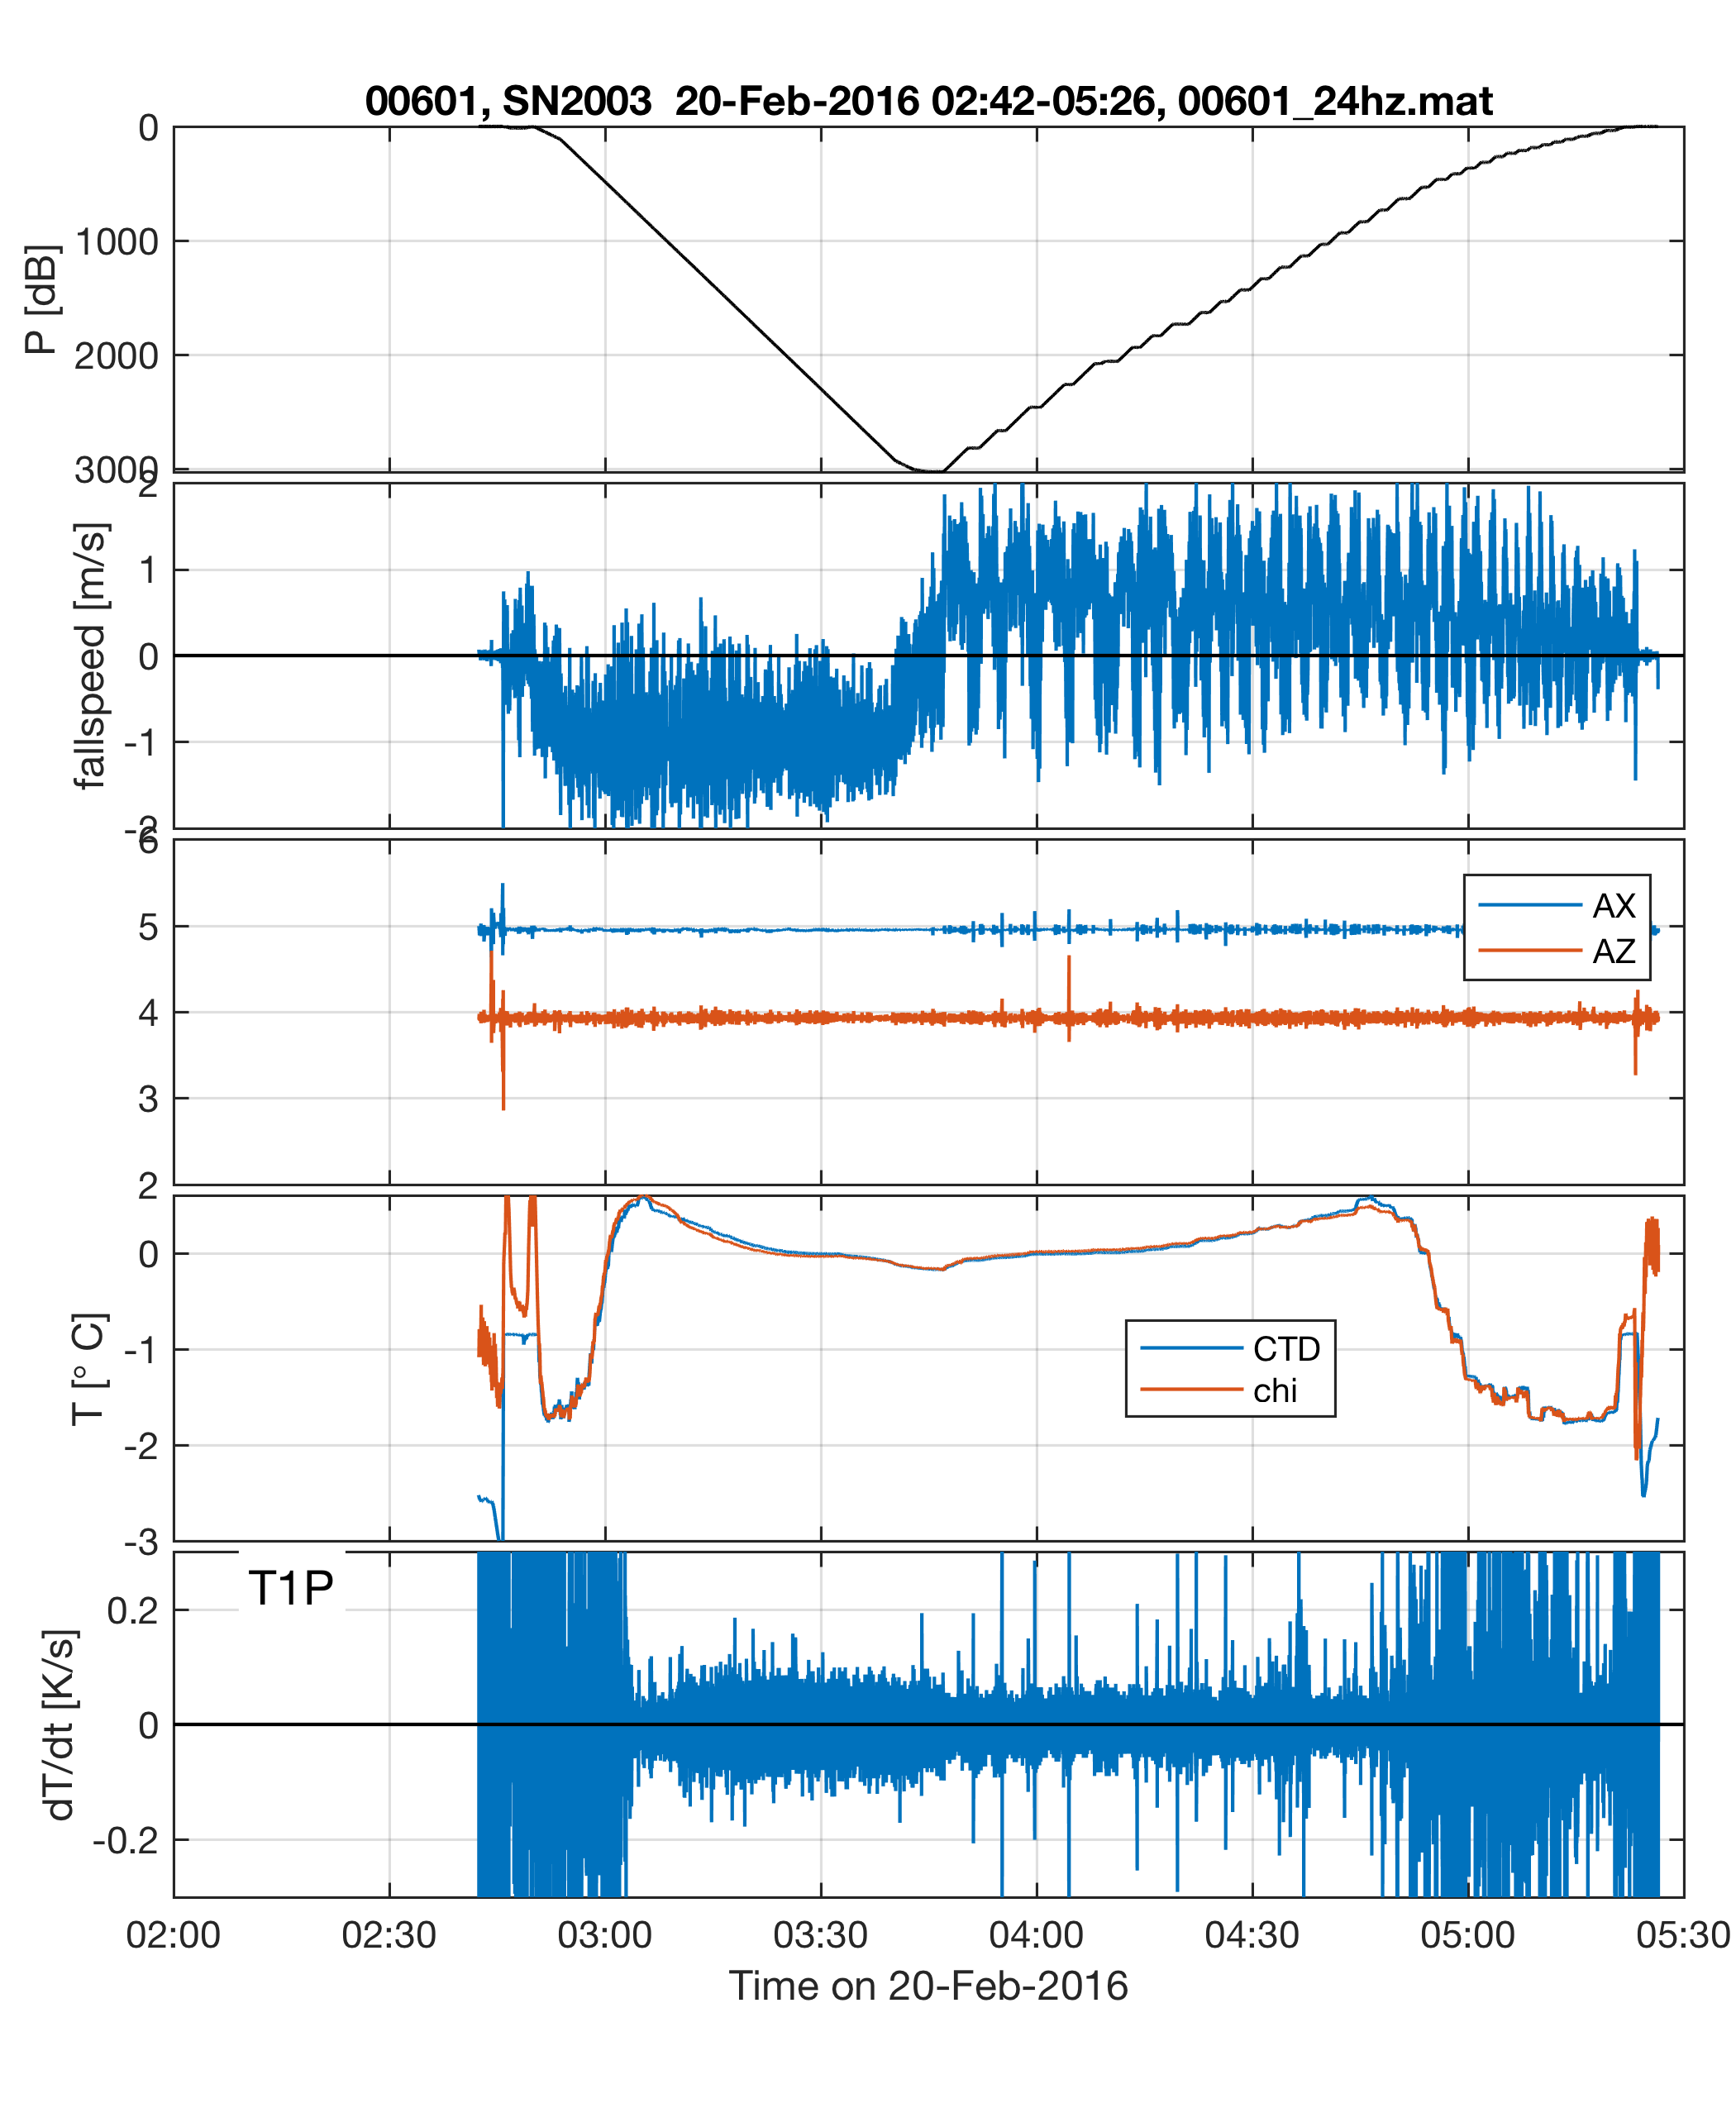 00601, SN2003  20-Feb-2016 02:42-05:26, 00601_24hz.mat
0
1000
2000
3000
P [dB]
2
1
0
-1
-2
fallspeed [m/s]
6
5
4
3
2
AX
AZ
0
-1
-2
-3
T [° C]
CTD
chi
T1P
0.2
0
-0.2
dT/dt [K/s]
02:00 02:30 03:00 03:30 04:00 04:30 05:00 05:30
Time on 20-Feb-2016